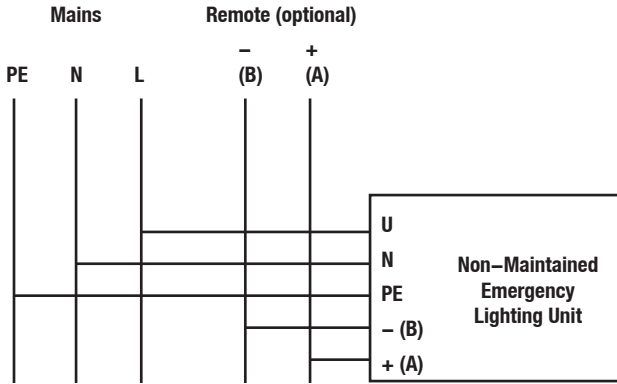 Mains Remote (optional)
– +
PE N L (B) (A)
U
N
PE
– (B)
+ (A)
Non–Maintained
Emergency
Lighting Unit